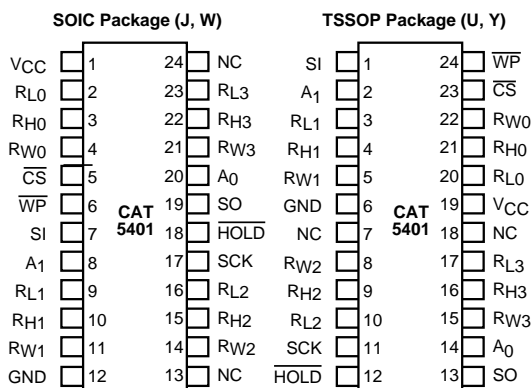 SOIC Package (J, W)
VCC 1 24 NC
RL0 2 23 RL3
RH0 3 22 RH3
RW0 4 21 RW3
CS 5 20 A0
WP 6 19 SO
SI 7 18 HOLD
A1 8 17 SCK
RL1 9 16 RL2
RH1 10 15 RH2
RW1 11 14 RW2
GND 12 13 NC
CAT
5401
TSSOP Package (U, Y)
SI 1 24 WP
A1 2 23 CS
RL1 3 22 RW0
RH1 4 21 RH0
RW1 5 20 RL0
GND 6 19 VCC
NC 7 18 NC
RW2 8 17 RL3
RH2 9 16 RH3
RL2 10 15 RW3
SCK 11 14 A0
HOLD 12 13 SO
CAT
5401